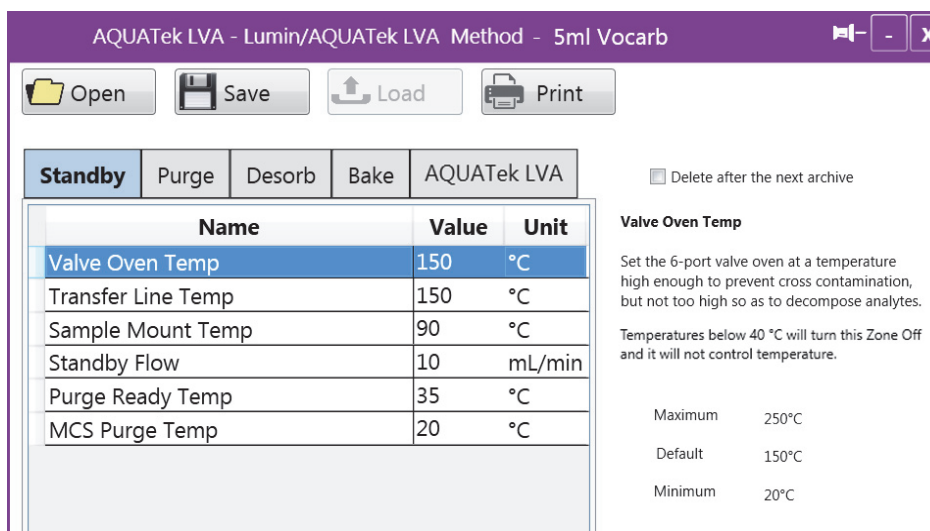 AQUATek LVA - Lumin/AQUATek LVA Method - 5ml Vocarb
- X
Open Save Load Print
Standby Purge Desorb Bake AQUATek LVA
Name Value Unit
Valve Oven Temp 150 °C
Transfer Line Temp 150 °C
Sample Mount Temp 90 °C
Standby Flow 10 mL/min
Purge Ready Temp 35 °C
MCS Purge Temp 20 °C
Delete after the next archive
Valve Oven Temp
Set the 6-port valve oven at a temperature
high enough to prevent cross contamination,
but not too high so as to decompose analytes.
Temperatures below 40 °C will turn this Zone Off
and it will not control temperature.
Maximum 250°C
Default 150°C
Minimum 20°C